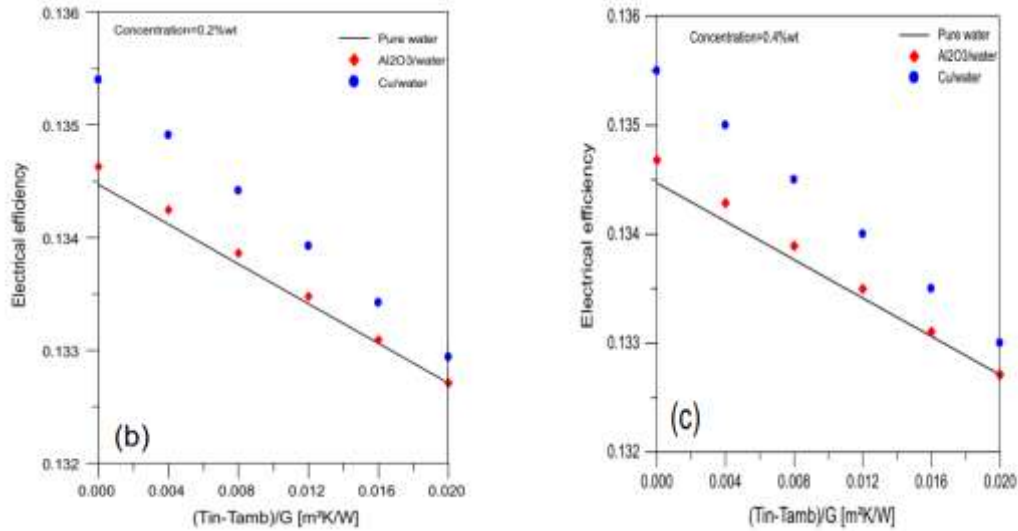 0.136
Concentration=0.2%wt
Pure water
Al2O3/water
Cu/water
0.135
0.134
0.133
0.132
Electrical efficiency
(b)
0.000 0.004 0.008 0.012 0.016 0.020
(Tin-Tamb)/G [m²K/W]
0.136
Concentration=0.4%wt
Pure water
Al2O3/water
Cu/water
0.135
0.134
0.133
0.132
Electrical efficiency
(c)
0.000 0.004 0.008 0.012 0.016 0.020
(Tin-Tamb)/G [m²K/W]